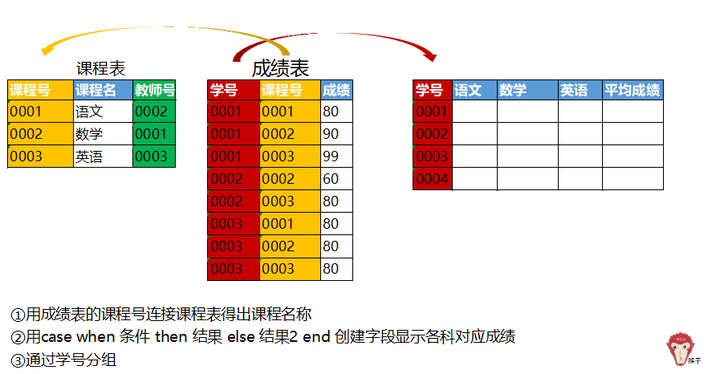 课程表
课程号 课程名 教师号
0001 语文 0002
0002 数学 0001
0003 英语 0003
成绩表
学号 课程号 成绩
0001 0001 80
0001 0002 90
0001 0003 99
0002 0002 60
0002 0003 80
0003 0001 80
0003 0002 80
0003 0003 80
学号 语文 数学 英语 平均成绩
0001
0002
0003
0004
①用成绩表的课程号连接课程表得出课程名称
②用case when 条件 then 结果 else 结果2 end 创建字段显示各科对应成绩
③通过学号分组
猴子